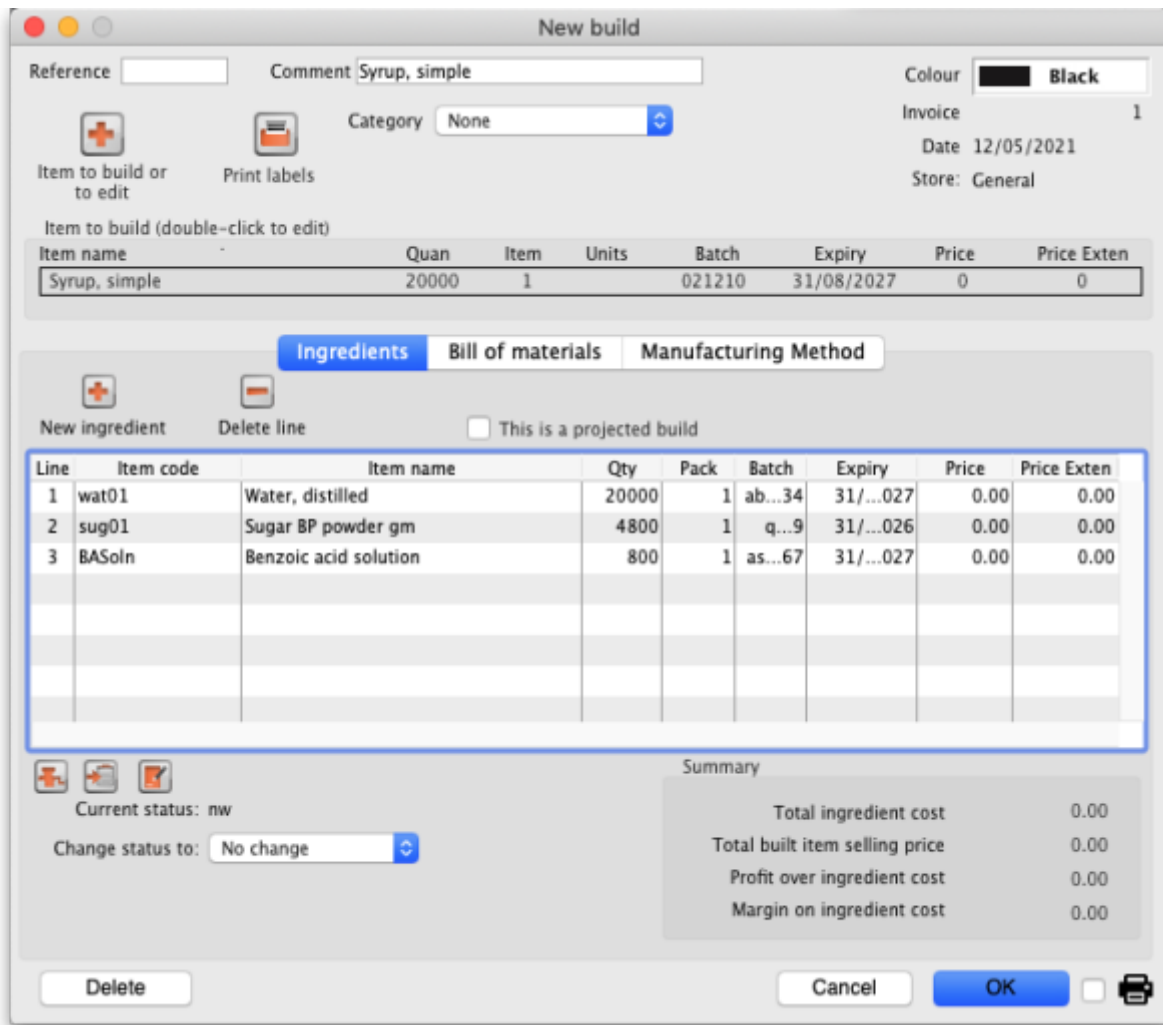 New build
Reference Comment Syrup, simple Colour Black
Category None Invoice 1
Date 12/05/2021
Item to build or to edit Print labels Store: General
Item to build (double-click to edit)
Item name Quan Item Units Batch Expiry Price Price Exten
Syrup, simple 20000 1 021210 31/08/2027 0 0
Ingredients Bill of materials Manufacturing Method
New ingredient Delete line This is a projected build
Line Item code Item name Qty Pack Batch Expiry Price Price Exten
1 wat01 Water, distilled 20000 1 ab...34 31/...027 0.00 0.00
2 sug01 Sugar BP powder gm 4800 1 q...9 31/...026 0.00 0.00
3 BASoln Benzoic acid solution 800 1 as...67 31/...027 0.00 0.00
Summary
Current status: nw Total ingredient cost 0.00
Change status to: No change Total built item selling price 0.00
Profit over ingredient cost 0.00
Margin on ingredient cost 0.00
Delete Cancel OK